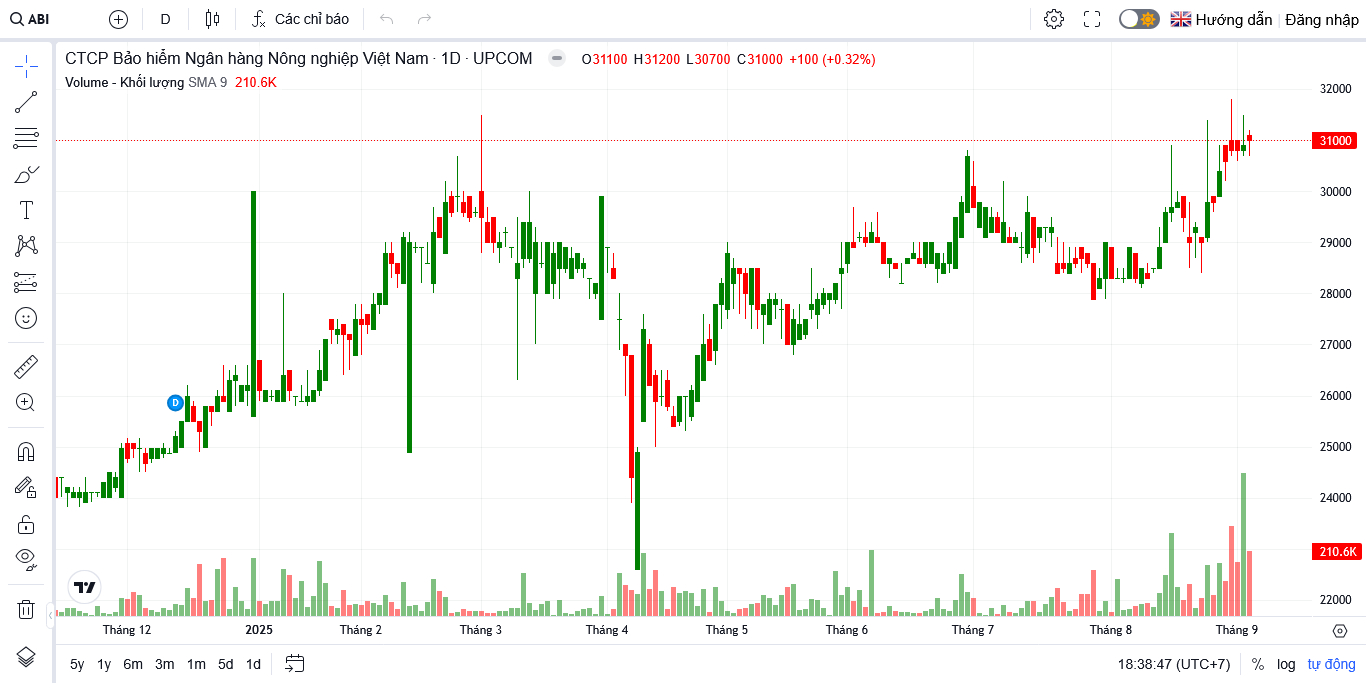 ABI D Các chỉ báo Hướng dẫn Đăng nhập
CTCP Bảo hiểm Ngân hàng Nông nghiệp Việt Nam · 1D · UPCOM O31100 H31200 L30700 C31000 +100 (+0.32%)
Volume - Khối lượng SMA 9 210.6K
32000
31000
30000
29000
28000
27000
26000
D
25000
24000
210.6K
22000
Tháng 12 2025 Tháng 2 Tháng 3 Tháng 4 Tháng 5 Tháng 6 Tháng 7 Tháng 8 Tháng 9
5y 1y 6m 3m 1m 5d 1d 18:38:47 (UTC+7) % log tự động